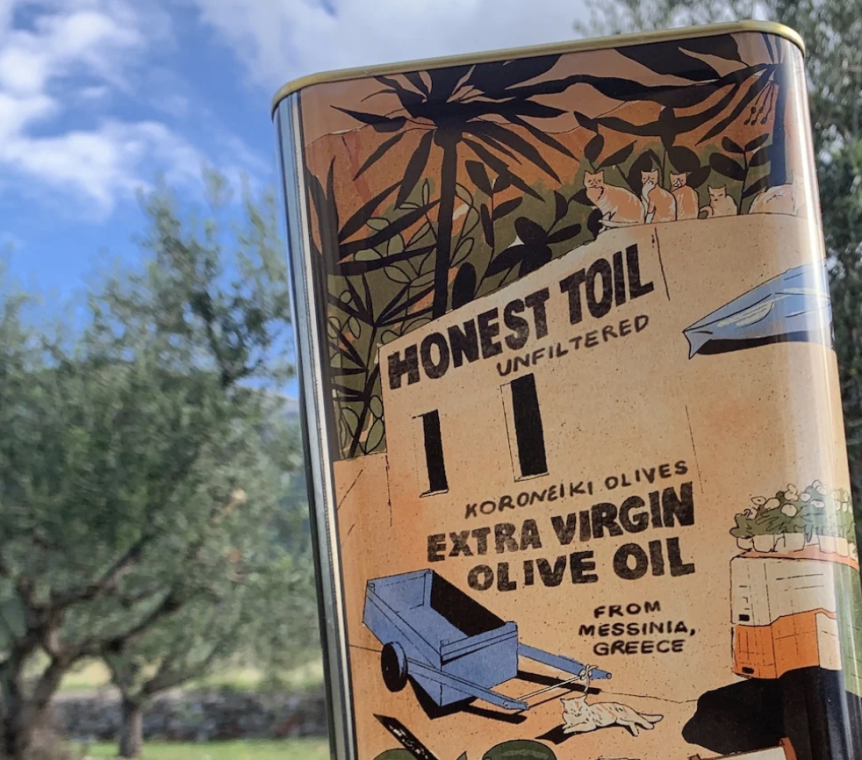 HONEST TOIL
UNFILTERED
KORONEIKI OLIVES
EXTRA VIRGIN
OLIVE OIL
FROM
MESSINIA,
GREECE